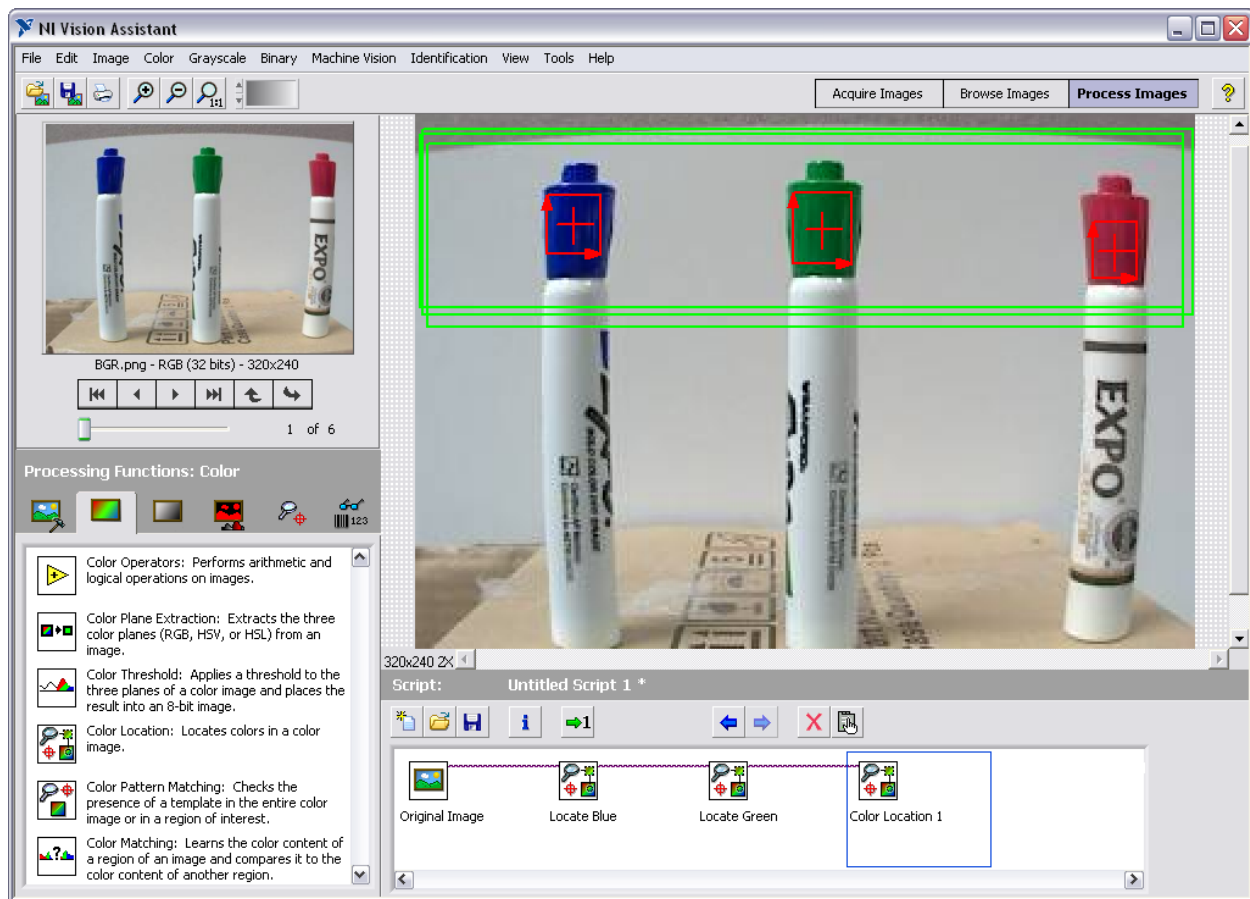 NI Vision Assistant
File Edit Image Color Grayscale Binary Machine Vision Identification View Tools Help
1:1
Acquire Images Browse Images Process Images ?
EXPO
BGR.png - RGB (32 bits) - 320x240
1 of 6
Processing Functions: Color
123
Color Operators: Performs arithmetic and
logical operations on images.
Color Plane Extraction: Extracts the three
color planes (RGB, HSV, or HSL) from an
image.
Color Threshold: Applies a threshold to the
three planes of a color image and places the
result into an 8-bit image.
Color Location: Locates colors in a color
image.
Color Pattern Matching: Checks the
presence of a template in the entire color
image or in a region of interest.
Color Matching: Learns the color content of
a region of an image and compares it to the
color content of another region.
EXPO
320x240 2X
Script: Untitled Script 1 *
1
Original Image Locate Blue Locate Green Color Location 1